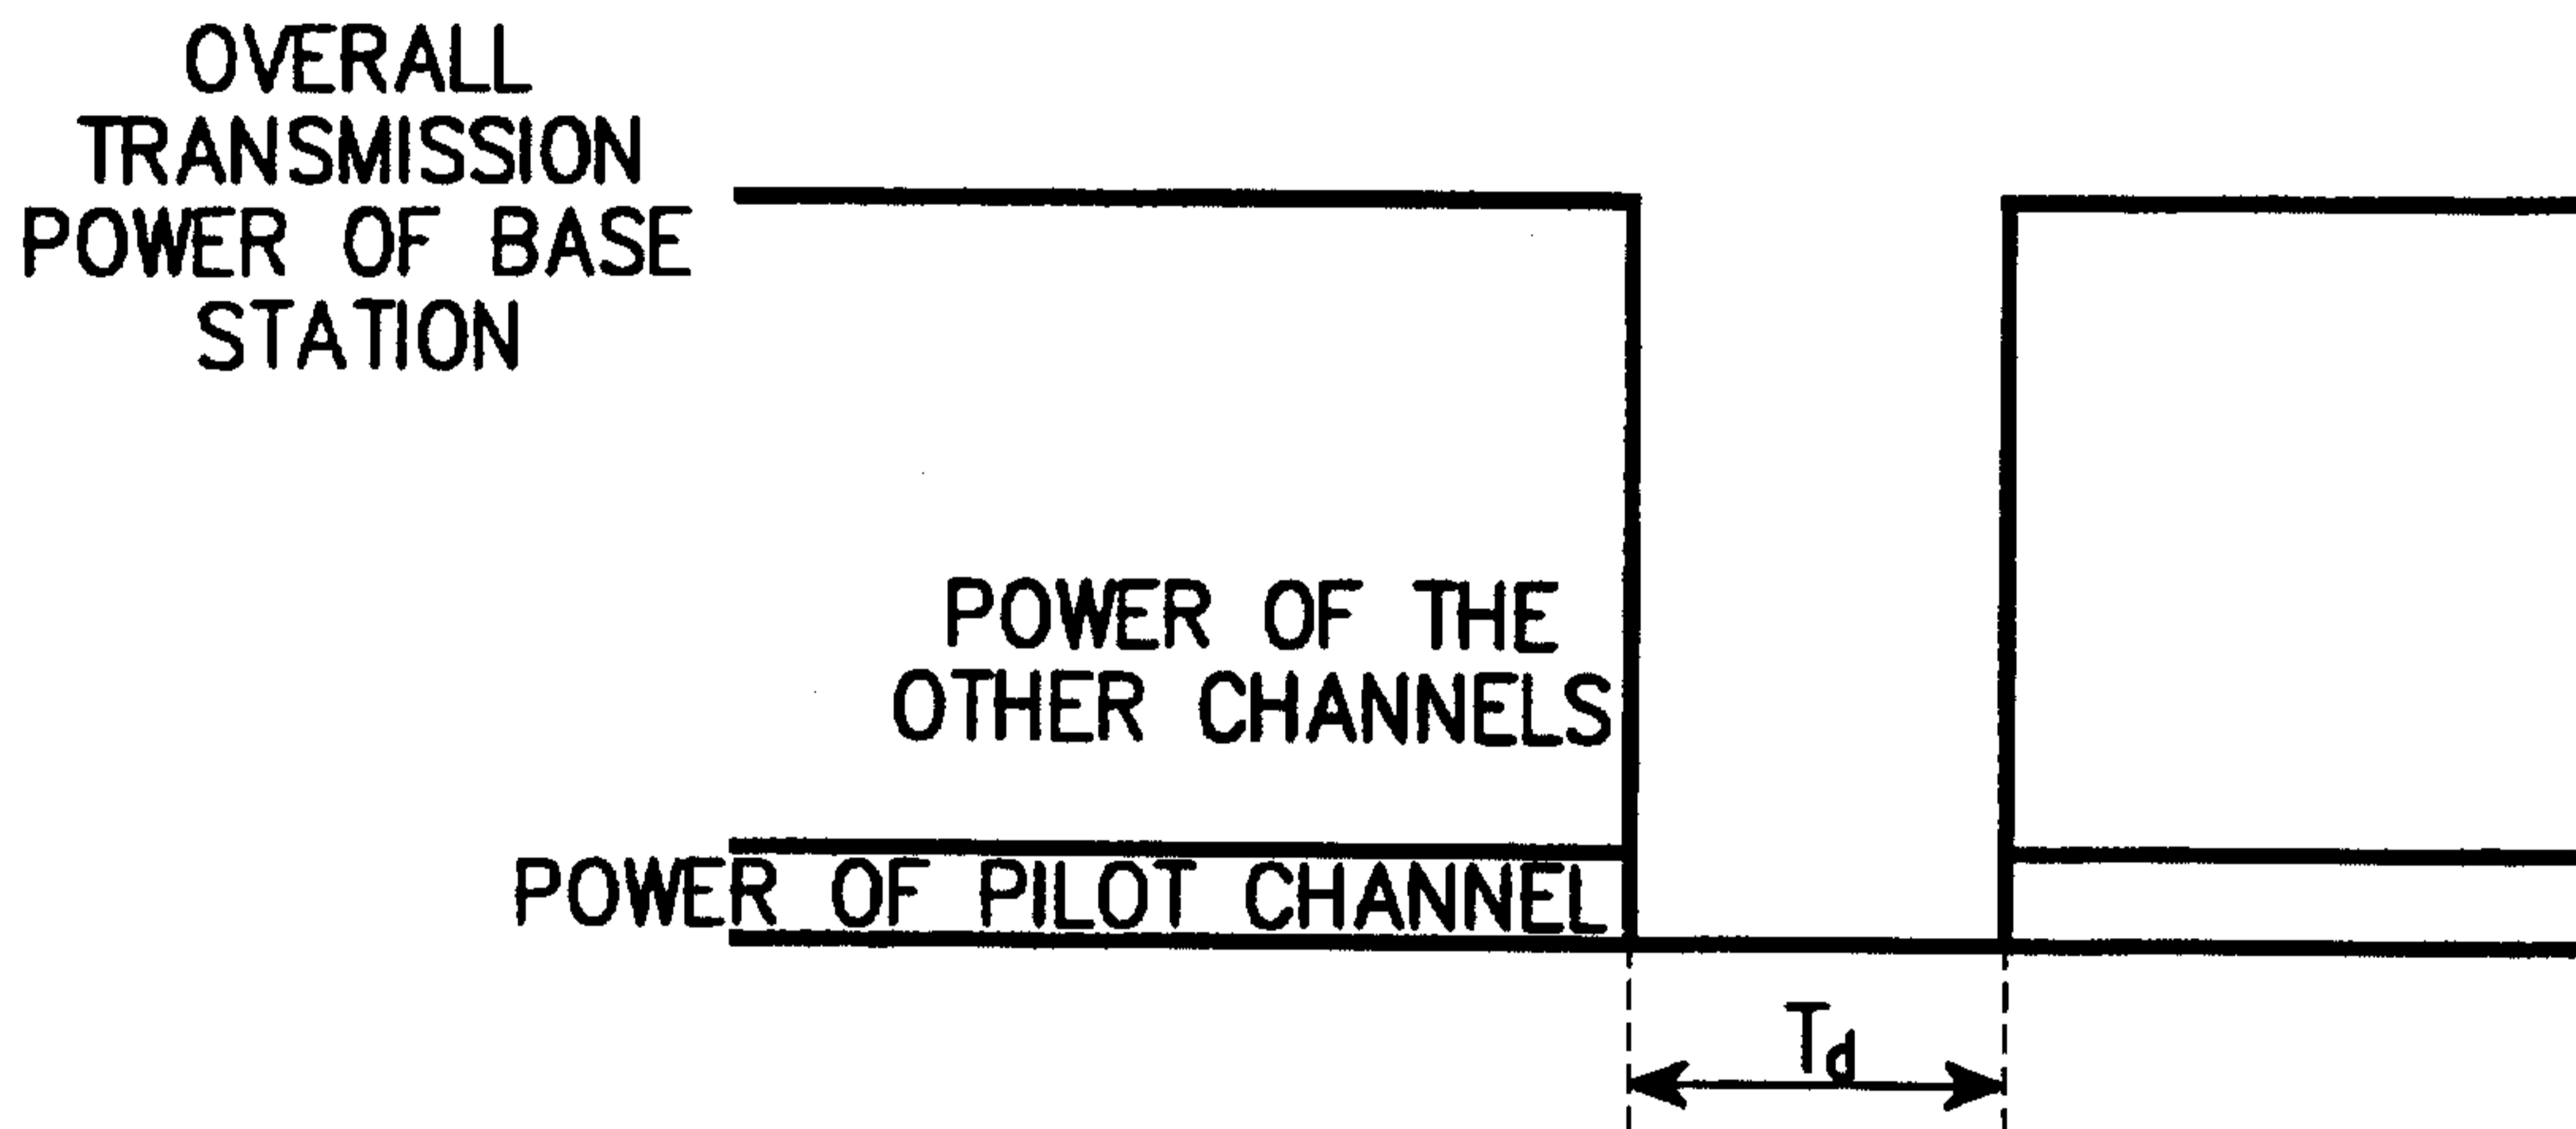 OVERALL
TRANSMISSION
POWER OF BASE
STATION
POWER OF THE
OTHER CHANNELS
POWER OF PILOT CHANNEL
Td